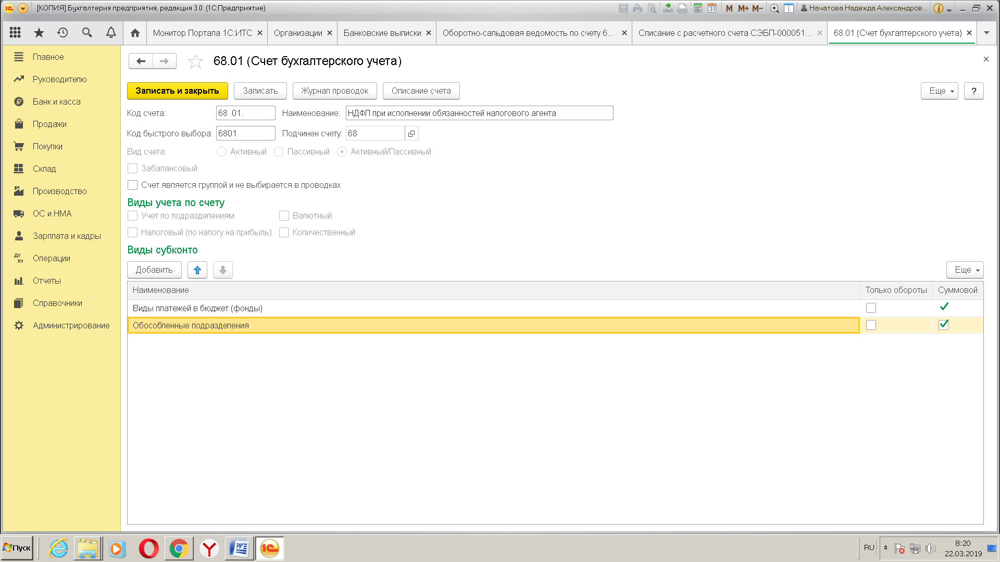 [КОПИЯ] Бухгалтерия предприятия, редакция 3.0 (1С:Предприятие)
31 M M+ M− Начатова Надежда Александров...
Монитор Портала 1С:ИТС Организации Банковские выписки Оборотно-сальдовая ведомость по счету 6... Списание с расчетного счета СЭБП-000051... 68.01 (Счет бухгалтерского учета)
Главное
Руководителю
Банк и касса
Продажи
Покупки
Склад
Производство
ОС и НМА
Зарплата и кадры
Дт Кт Операции
Отчеты
Справочники
Администрирование
68.01 (Счет бухгалтерского учета)
Записать и закрыть Записать Журнал проводок Описание счета Еще ?
Код счета: 68 .01. Наименование: НДФЛ при исполнении обязанностей налогового агента
Код быстрого выбора: 6801 Подчинен счету: 68
Вид счета: Активный Пассивный Активный/Пассивный
Забалансовый
Счет является группой и не выбирается в проводках
Виды учета по счету
Учет по подразделениям Валютный
Налоговый (по налогу на прибыль) Количественный
Виды субконто
Добавить Еще
Наименование Только обороты Суммовой
Виды платежей в бюджет (фонды)
Обособленные подразделения
Пуск RU 8:20
22.03.2019